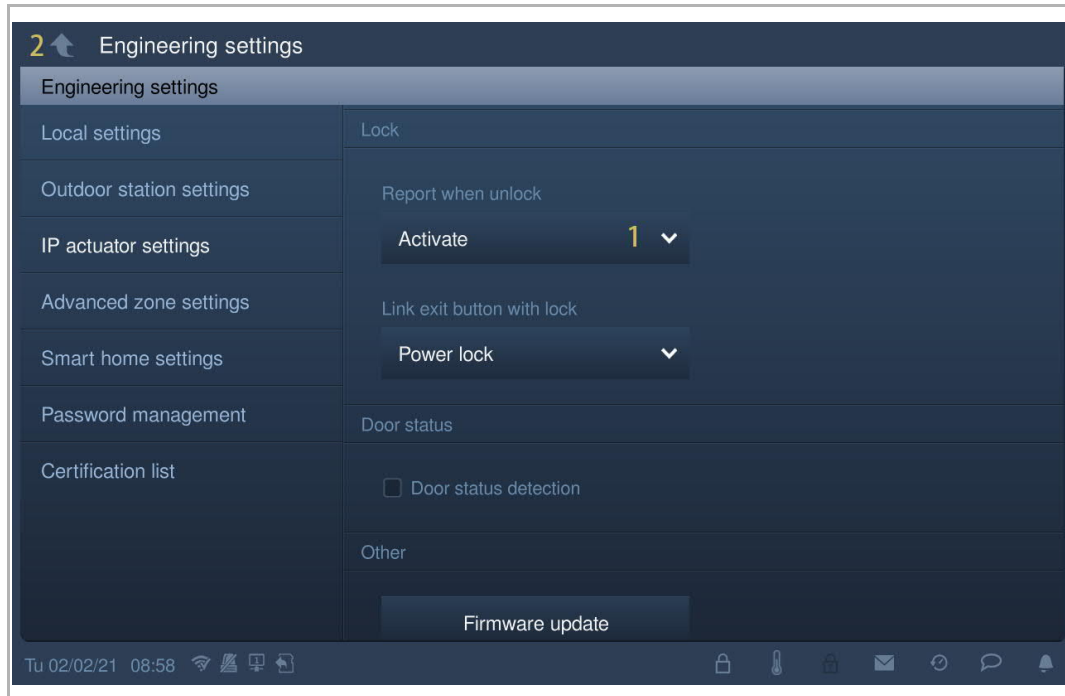 2 Engineering settings
Engineering settings
Local settings
Outdoor station settings
IP actuator settings
Advanced zone settings
Smart home settings
Password management
Certification list
Lock
Report when unlock
Activate 1
Link exit button with lock
Power lock
Door status
Door status detection
Other
Firmware update
Tu 02/02/21 08:58